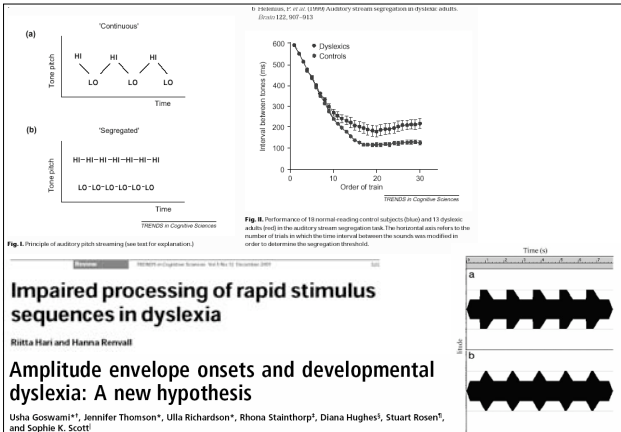 'Continuous'
(a)
Tone pitch
HI HI HI
LO LO LO
Time
(b)
'Segregated'
Tone pitch
HI–HI–HI–HI–HI–HI–HI
LO-LO-LO-LO-LO-LO
Time
TRENDS in Cognitive Sciences
Fig. I. Principle of auditory pitch streaming (see text for explanation.)
b Helenius, P. et al. (1999) Auditory stream segregation in dyslexic adults.
Brain 122, 907–913
Dyslexics
Controls
Interval between tones (ms)
600
500
400
300
200
100
0
0 10 20 30
Order of train
TRENDS in Cognitive Sciences
Fig. II. Performance of 18 normal-reading control subjects (blue) and 13 dyslexic
adults (red) in the auditory stream segregation task. The horizontal axis refers to the
number of trials in which the time interval between the sounds was modified in
order to determine the segregation threshold.
Review
TRENDS in Cognitive Sciences
Impaired processing of rapid stimulus
sequences in dyslexia
Riitta Hari and Hanna Renvall
Amplitude envelope onsets and developmental
dyslexia: A new hypothesis
Usha Goswami*†, Jennifer Thomson*, Ulla Richardson*, Rhona Stainthorp‡, Diana Hughes§, Stuart Rosen¶,
and Sophie K. Scott
Time (s)
a
b